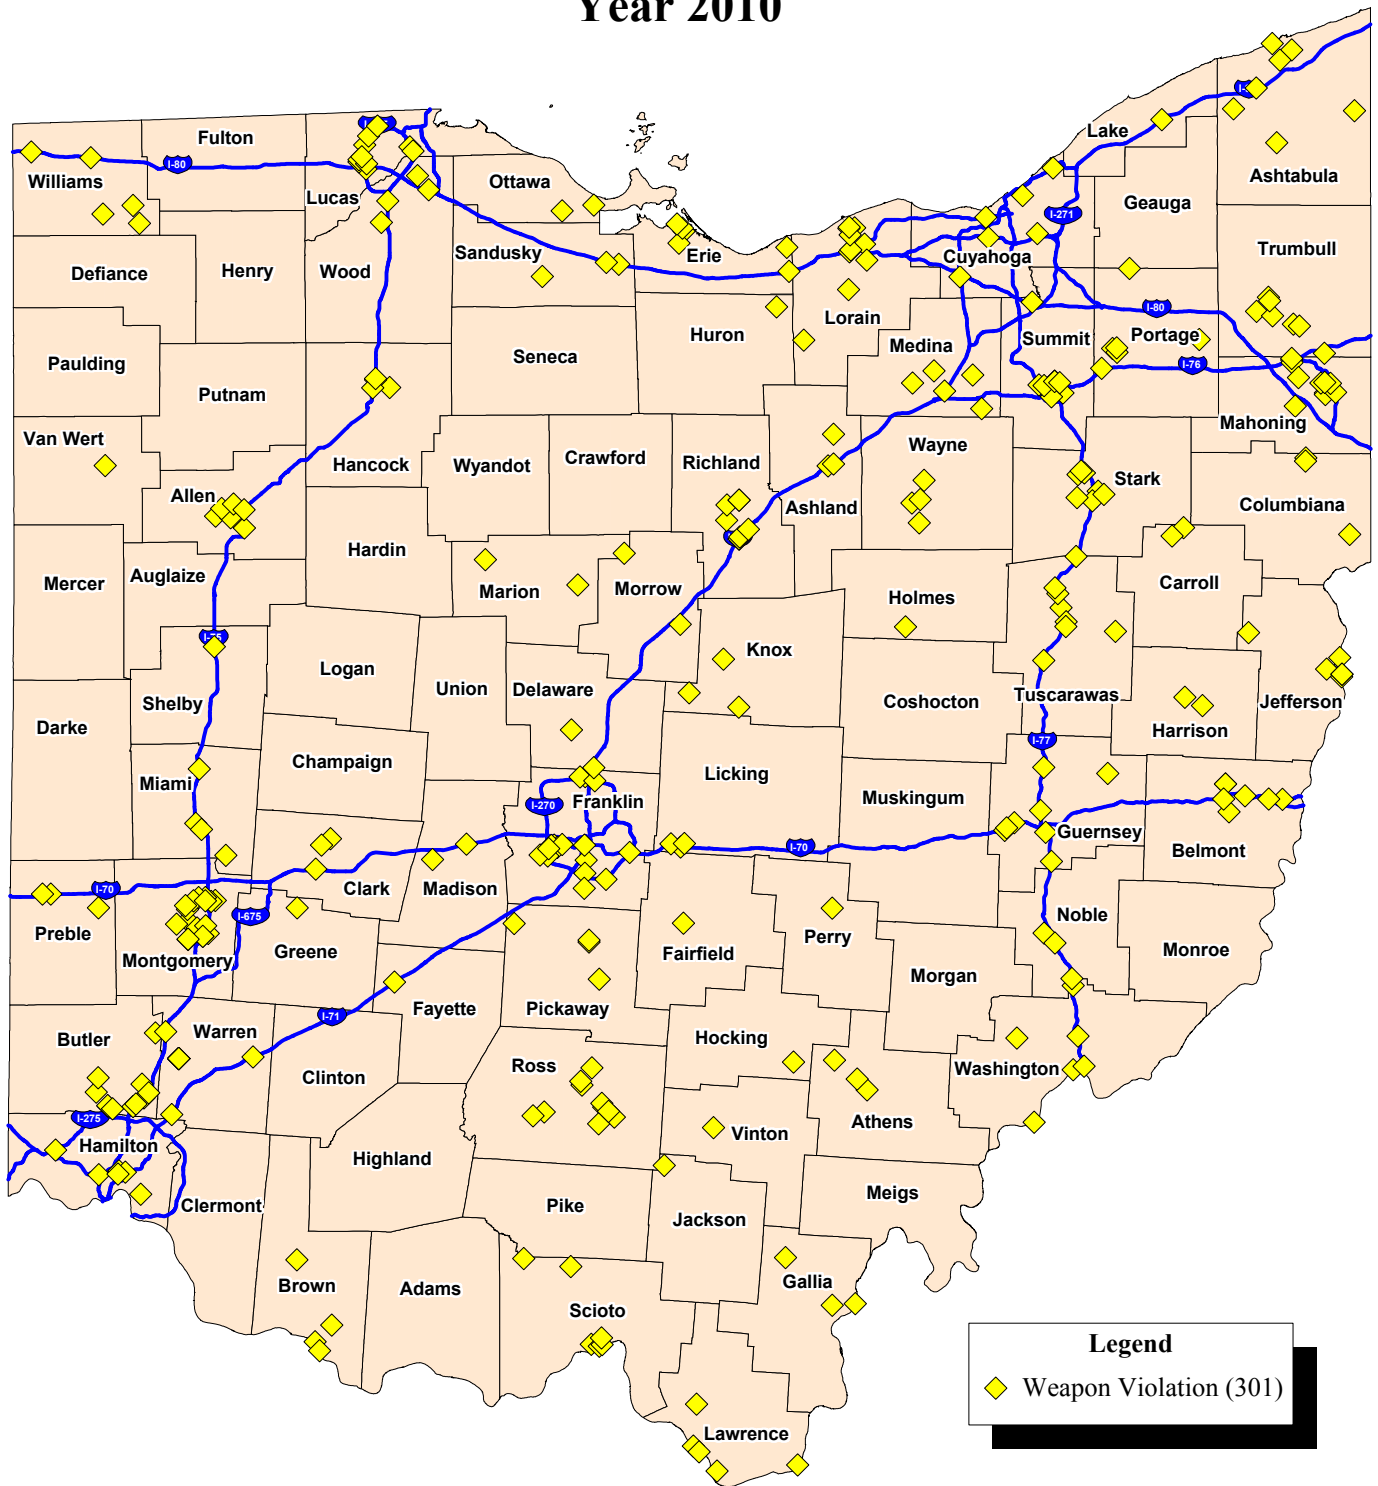 Year 2010
Lake
I-75
Fulton
Williams
I-80
Lucas
Ottawa
Ashtabula
Geauga
I-271
Trumbull
Sandusky
Erie
Cuyahoga
Defiance
Henry
Wood
I-80
Lorain
Huron
Summit
Portage
Medina
Seneca
Paulding
I-76
Putnam
Mahoning
Van Wert
Wayne
Crawford
Richland
Hancock
Wyandot
Stark
Allen
Ashland
Columbiana
Hardin
Mercer
Auglaize
Marion
Morrow
Carroll
Holmes
I-75
Knox
Logan
Union
Delaware
Tuscarawas
Shelby
Coshocton
Jefferson
Darke
Harrison
I-77
Champaign
Licking
Miami
Muskingum
I-270
Franklin
Guernsey
I-70
Belmont
I-70
Clark
Madison
I-675
Noble
Preble
Perry
Greene
Fairfield
Monroe
Montgomery
Morgan
Fayette
Pickaway
I-71
Warren
Butler
Hocking
Ross
Washington
Clinton
I-275
Athens
Vinton
Hamilton
Highland
Meigs
Clermont
Pike
Jackson
Gallia
Brown
Adams
Scioto
Legend
Weapon Violation (301)
Lawrence